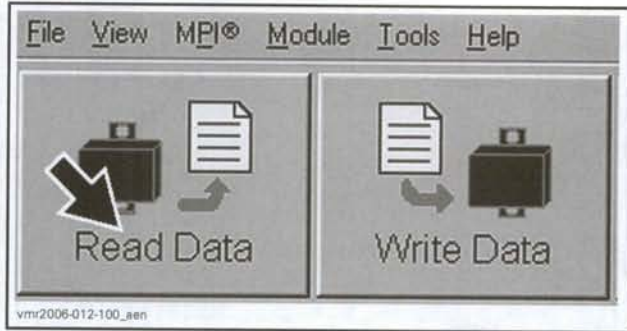 File View MPI® Module Tools Help
Read Data
Write Data
vmr2006-012-100_aen